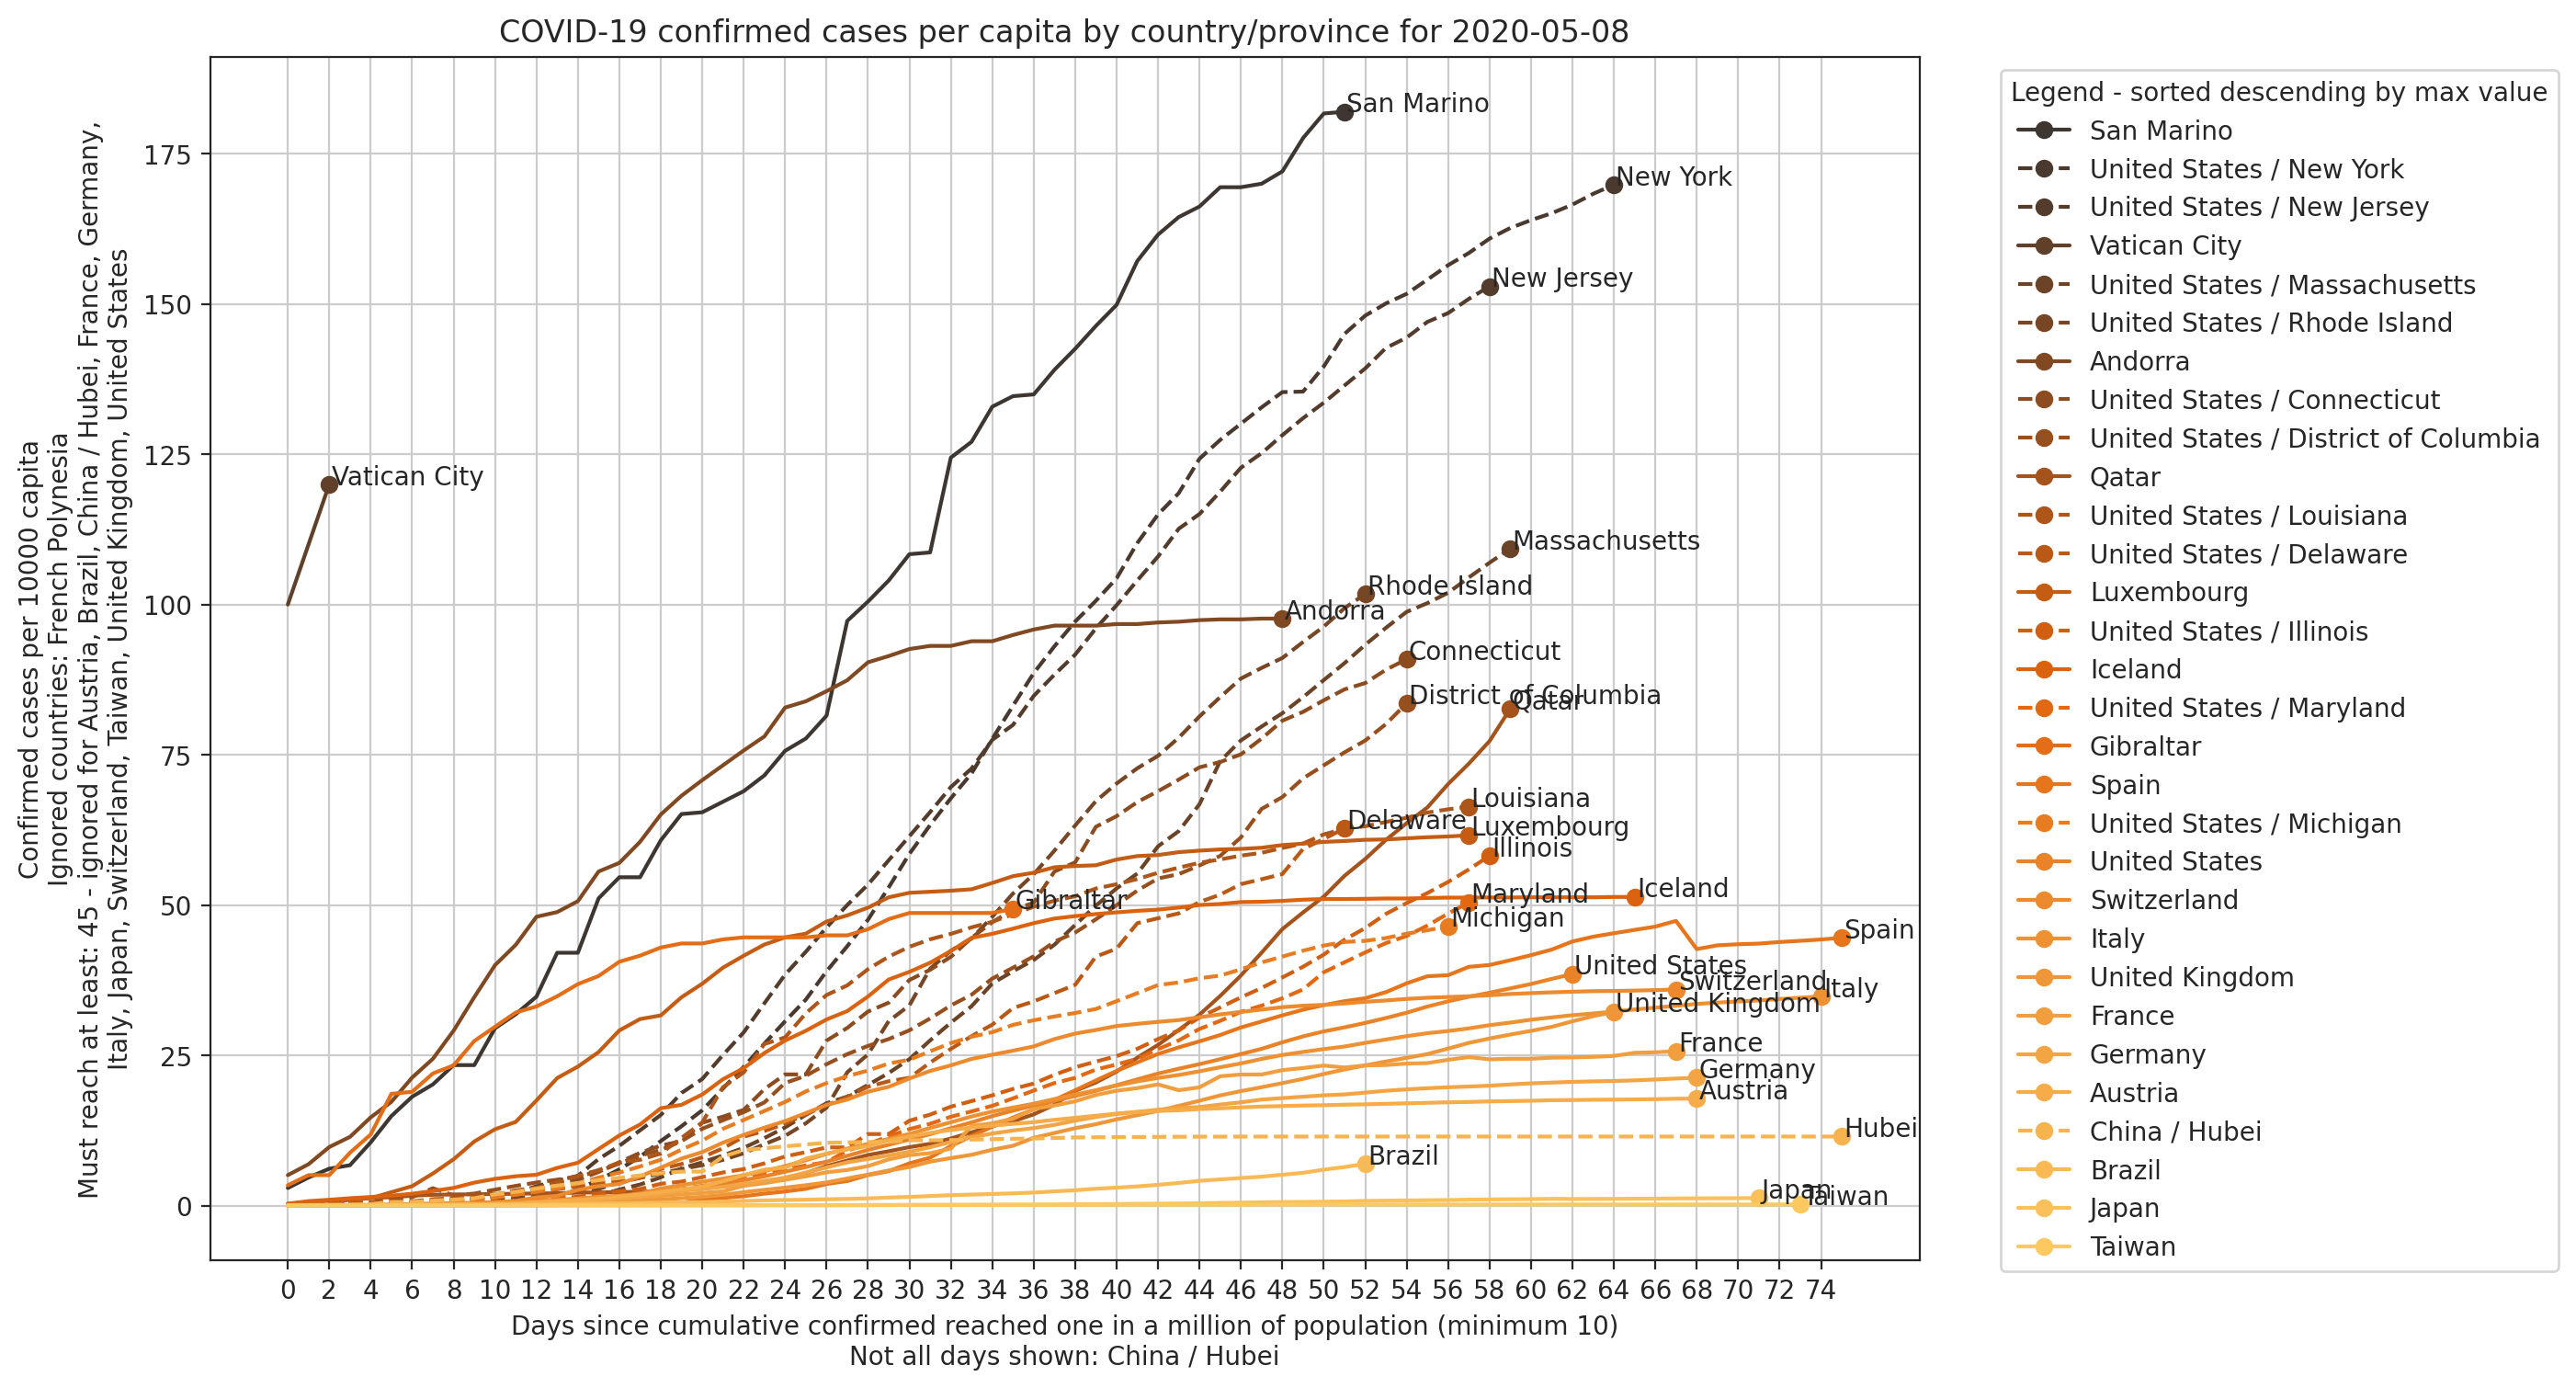 COVID-19 confirmed cases per capita by country/province for 2020-05-08
Confirmed cases per 10000 capita
Ignored countries: French Polynesia
Must reach at least: 45 - ignored for Austria, Brazil, China / Hubei, France, Germany,
Italy, Japan, Switzerland, Taiwan, United Kingdom, United States
175
150
125
100
75
50
25
0
San Marino
New York
New Jersey
Vatican City
Massachusetts
Rhode Island
Andorra
Connecticut
District of Columbia
Qatar
Louisiana
Delaware
Luxembourg
Illinois
Gibraltar
Maryland
Iceland
Michigan
Spain
United States
Switzerland
Italy
United Kingdom
France
Germany
Austria
Hubei
Brazil
Japan
Taiwan
0 2 4 6 8 10 12 14 16 18 20 22 24 26 28 30 32 34 36 38 40 42 44 46 48 50 52 54 56 58 60 62 64 66 68 70 72 74
Days since cumulative confirmed reached one in a million of population (minimum 10)
Not all days shown: China / Hubei
Legend - sorted descending by max value
San Marino
United States / New York
United States / New Jersey
Vatican City
United States / Massachusetts
United States / Rhode Island
Andorra
United States / Connecticut
United States / District of Columbia
Qatar
United States / Louisiana
United States / Delaware
Luxembourg
United States / Illinois
Iceland
United States / Maryland
Gibraltar
Spain
United States / Michigan
United States
Switzerland
Italy
United Kingdom
France
Germany
Austria
China / Hubei
Brazil
Japan
Taiwan